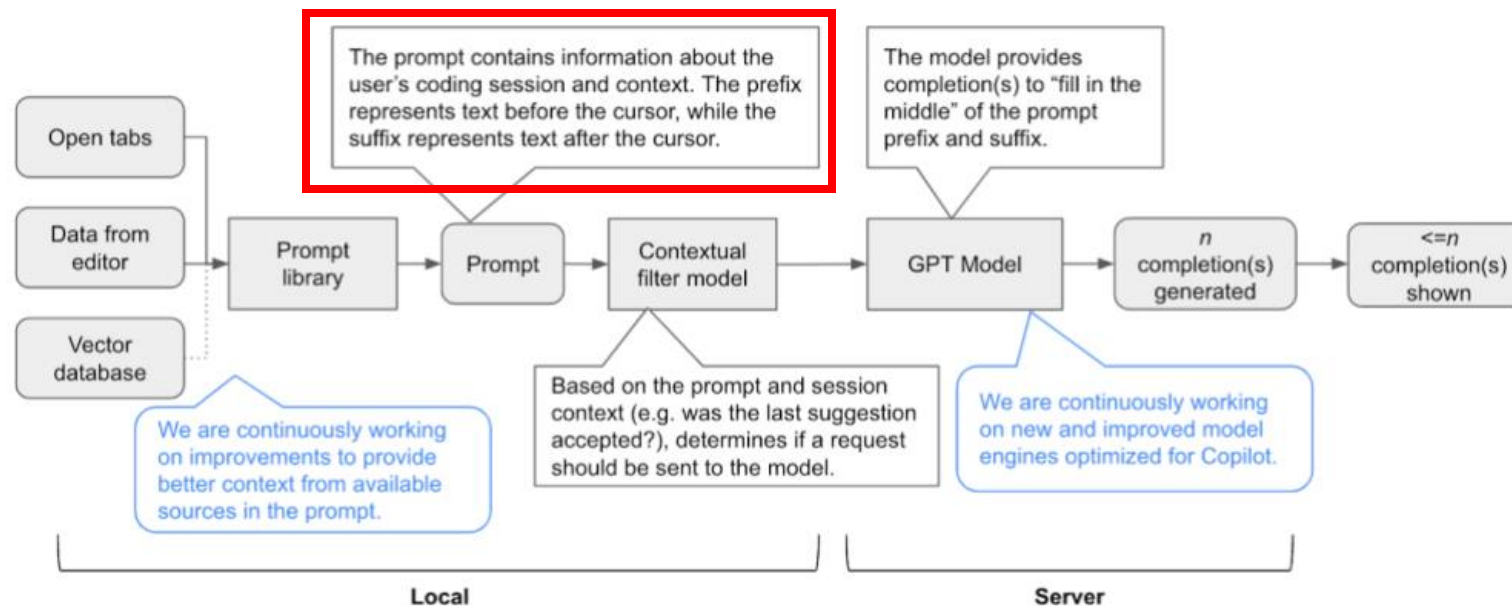 The prompt contains information about the
user's coding session and context. The prefix
represents text before the cursor, while the
suffix represents text after the cursor.
The model provides
completion(s) to “fill in the
middle” of the prompt
prefix and suffix.
Open tabs
Data from
editor
Vector
database
Prompt
library
Prompt
Contextual
filter model
GPT Model
n
completion(s)
generated
<=n
completion(s)
shown
We are continuously working
on improvements to provide
better context from available
sources in the prompt.
Based on the prompt and session
context (e.g. was the last suggestion
accepted?), determines if a request
should be sent to the model.
We are continuously working
on new and improved model
engines optimized for Copilot.
Local
Server